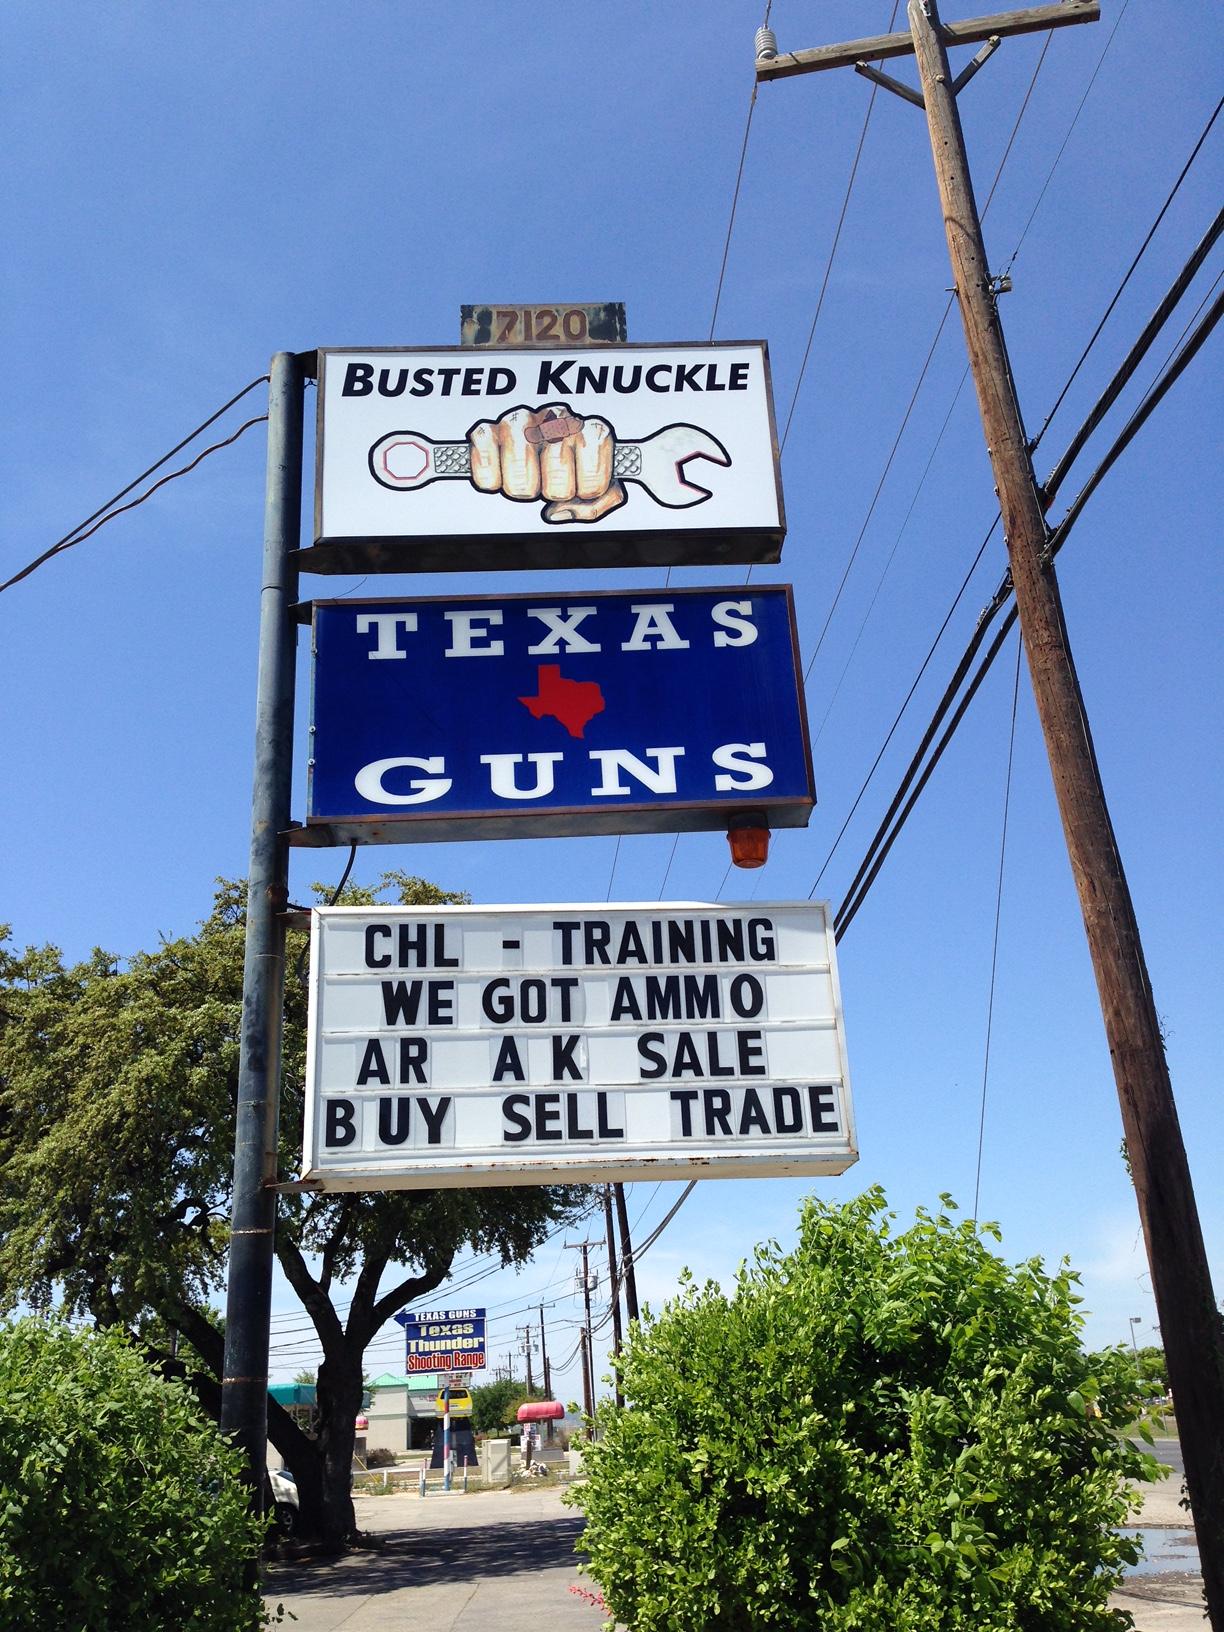 7120
BUSTED KNUCKLE
TEXAS
GUNS
CHL - TRAINING
WE GOT AMMO
AR AK SALE
BUY SELL TRADE
TEXAS GUNS
Texas
Thunder
Shooting Range